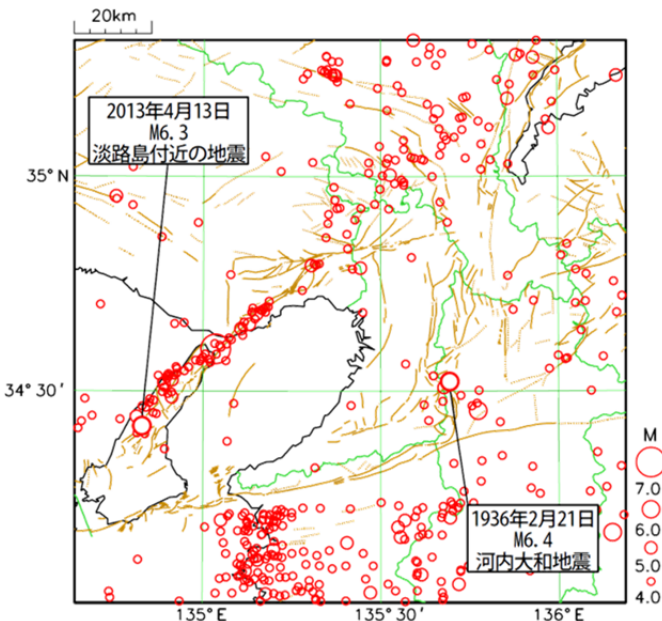 20km
2013年4月13日
M6.3
淡路島付近の地震
35° N
34° 30′
1936年2月21日
M6.4
河内大和地震
M
7.0
6.0
5.0
4.0
135° E
135° 30′
136° E